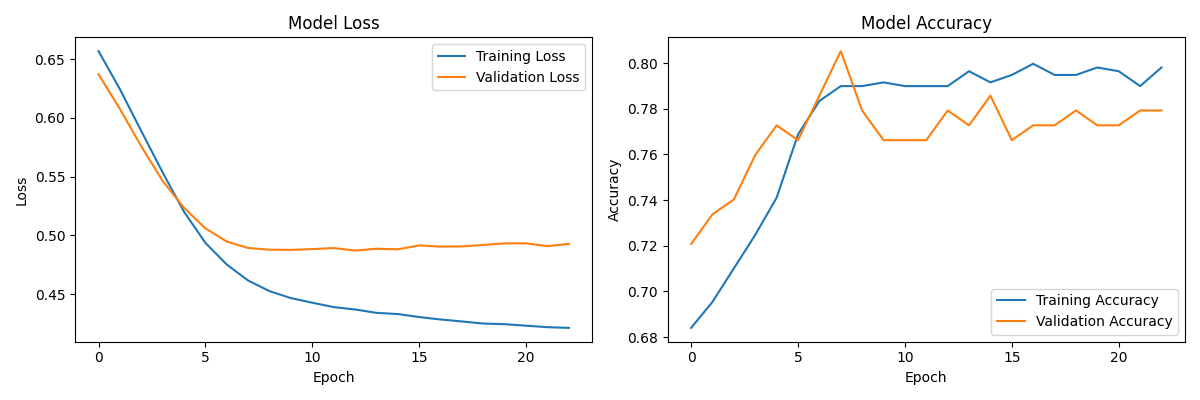 Model Loss
Training Loss
Validation Loss
0.65
0.60
0.55
0.50
0.45
Loss
0 5 10 15 20
Epoch
Model Accuracy
Training Accuracy
Validation Accuracy
0.80
0.78
0.76
0.74
0.72
0.70
0.68
Accuracy
0 5 10 15 20
Epoch